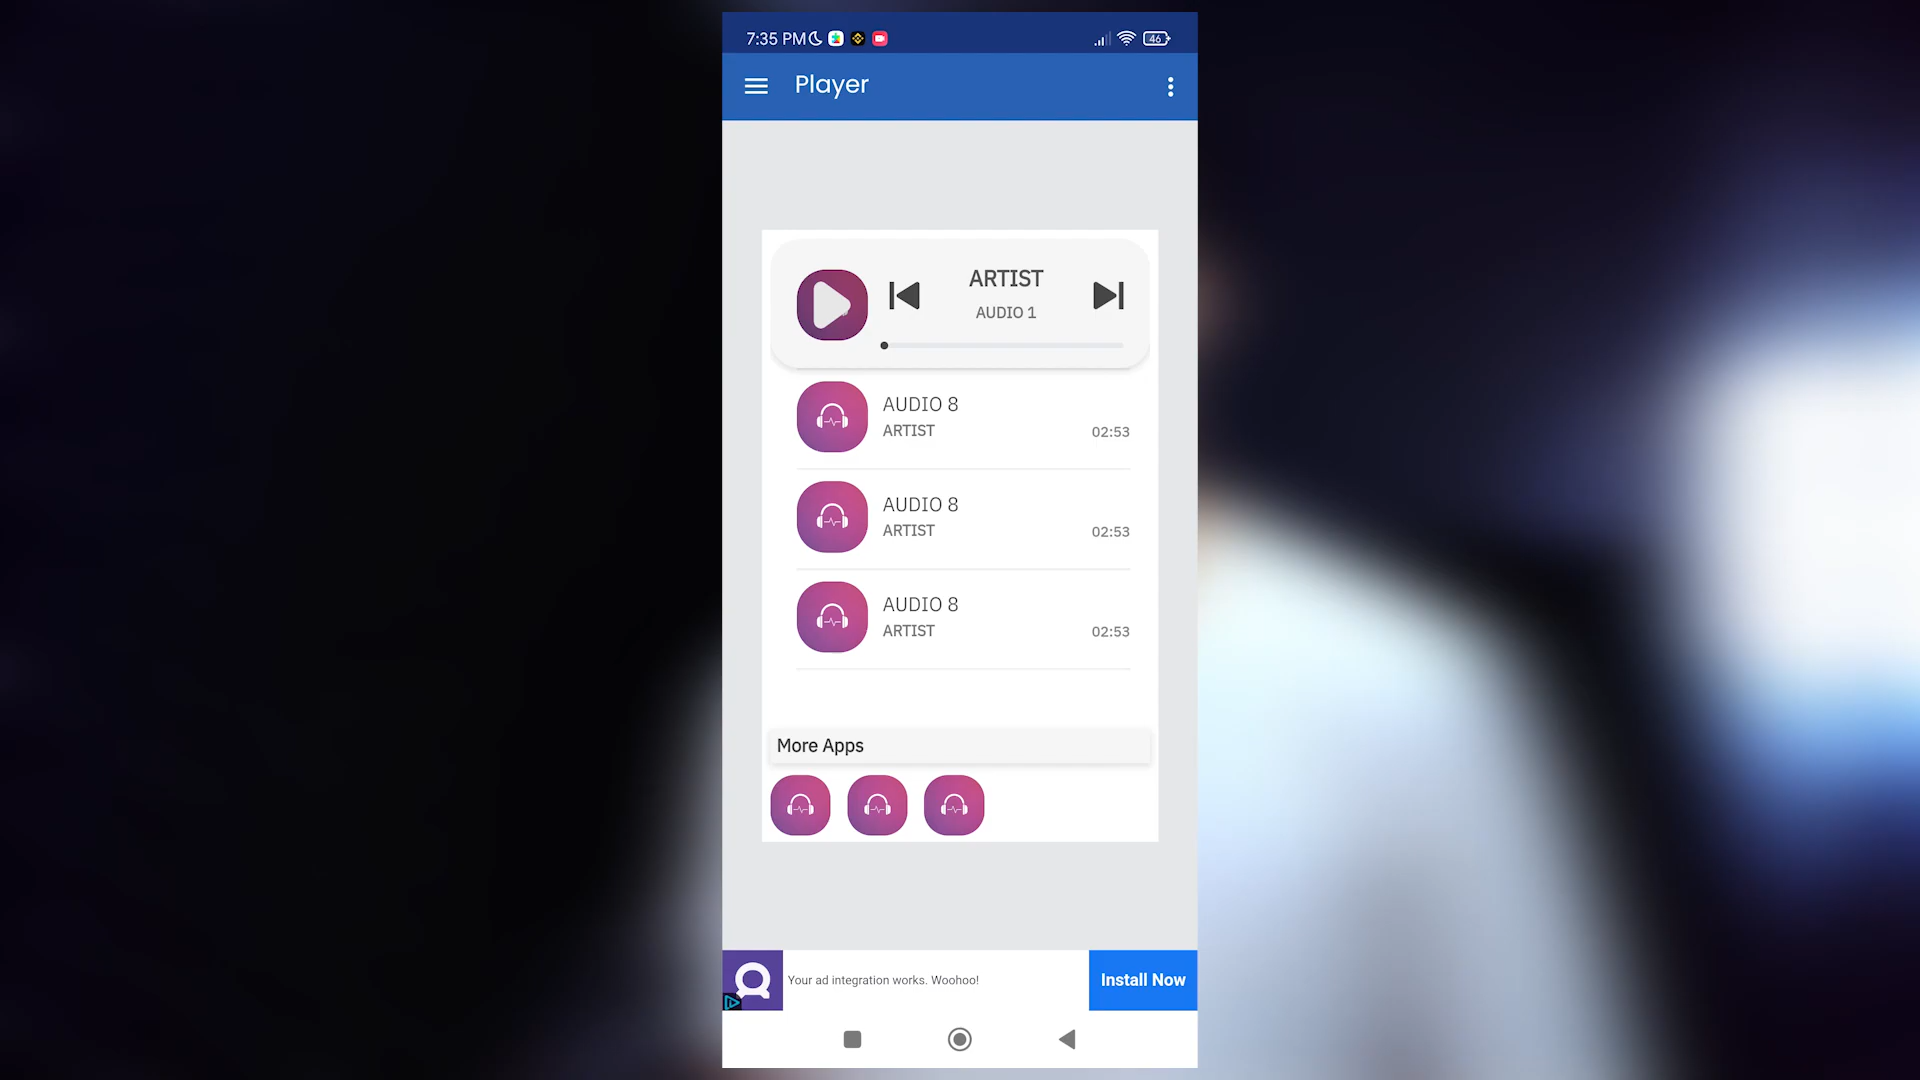 7:35 PM
46
Player
ARTIST
AUDIO 1
AUDIO 8
ARTIST
02:53
AUDIO 8
ARTIST
02:53
AUDIO 8
ARTIST
02:53
More Apps
Your ad integration works. Woohoo!
Install Now